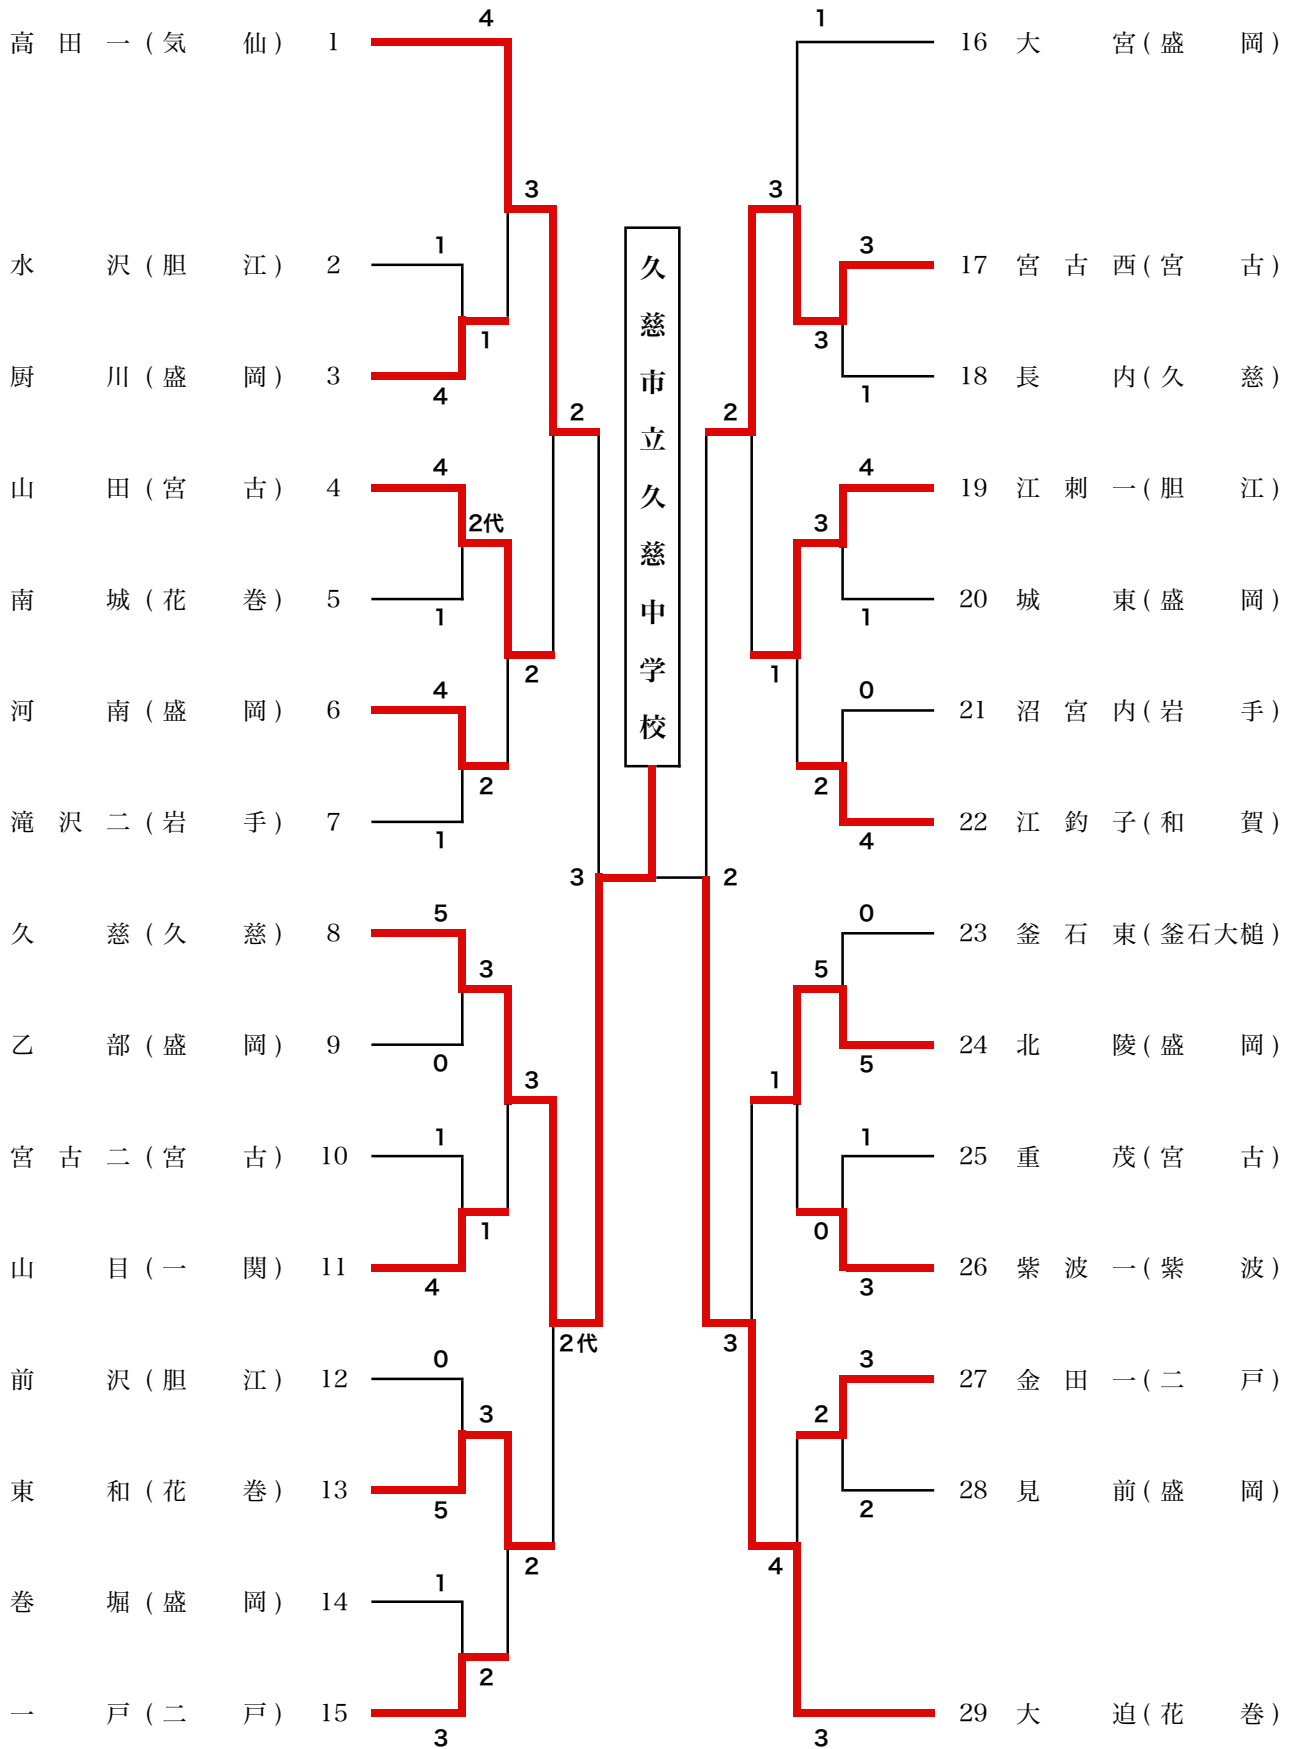 高田一(気仙) 1
4
水沢(胆江) 2
1
3
厨川(盛岡) 3
4
1
山田(宮古) 4
4
2代
南城(花巻) 5
1
2
2
河南(盛岡) 6
4
2
滝沢二(岩手) 7
1
久慈(久慈) 8
5
3
乙部(盛岡) 9
0
3
宮古二(宮古) 10
1
1
山目(一関) 11
4
3
2代
前沢(胆江) 12
0
3
東和(花巻) 13
5
2
巻堀(盛岡) 14
1
2
一戸(二戸) 15
3
久慈市立久慈中学校
1
16 大宮(盛岡)
3
3
17 宮古西(宮古)
3
18 長内(久慈)
1
2
4
19 江刺一(胆江)
3
20 城東(盛岡)
1
1
0
21 沼宮内(岩手)
2
22 江釣子(和賀)
4
2
0
23 釜石東(釜石大槌)
5
24 北陵(盛岡)
5
1
1
25 重茂(宮古)
0
26 紫波一(紫波)
3
3
3
27 金田一(二戸)
2
28 見前(盛岡)
2
4
29 大迫(花巻)
3